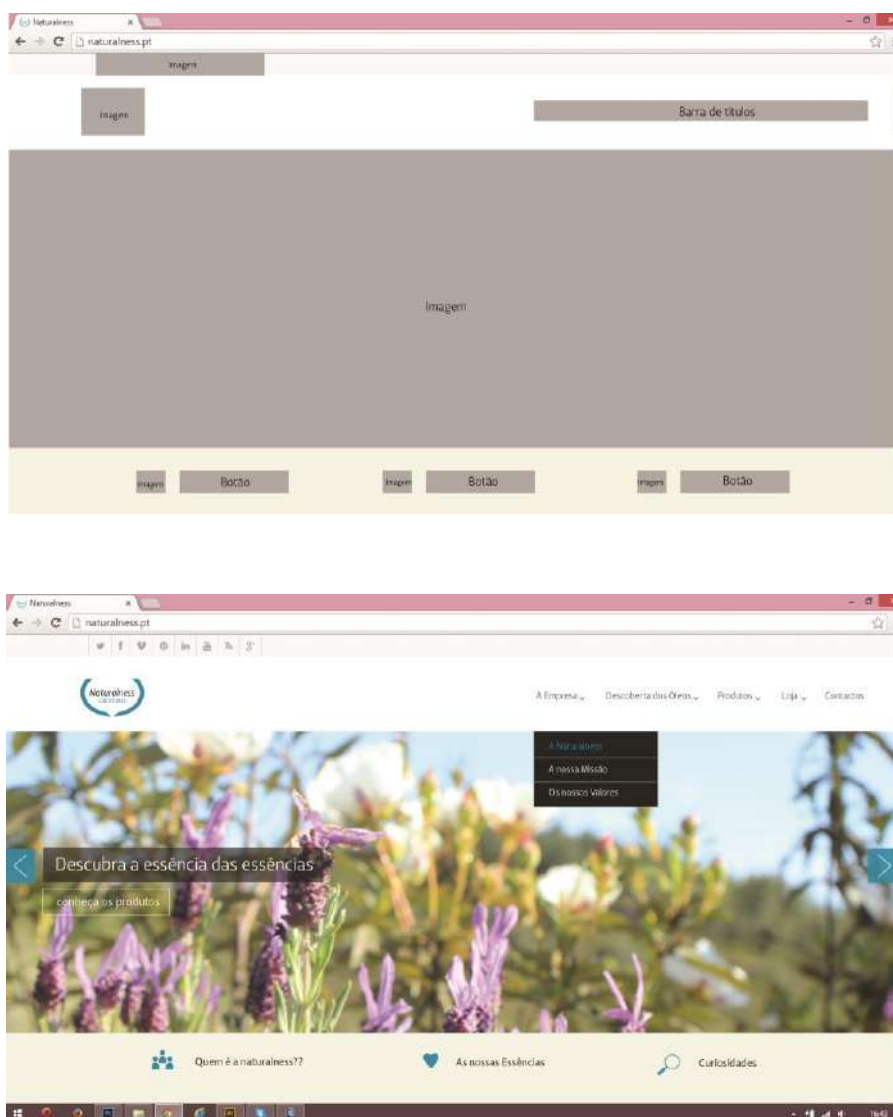 Naturalness
naturalness.pt
Imagem
Imagem
Barra de títulos
Imagem
Imagem Botão Imagem Botão Imagem Botão
Naturalness
naturalness.pt
Naturalness
A Empresa Descoberta dos Óleos Produtos Loja Contactos
A Naturalness
A nossa Missão
Os nossos Valores
Descubra a essência das essências
conheça os produtos
Quem é a naturalness?? As nossas Essências Curiosidades